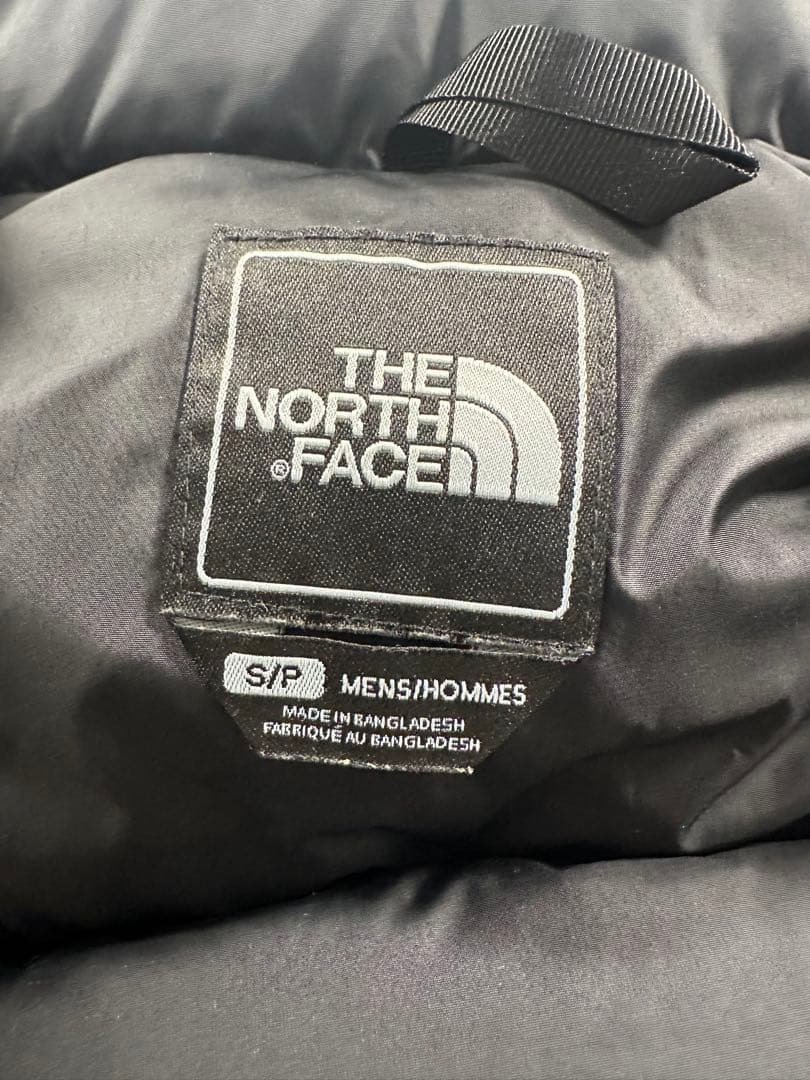 THE
NORTH
®FACE
S/P MENS/HOMMES
MADE IN BANGLADESH
FABRIQUÉ AU BANGLADESH